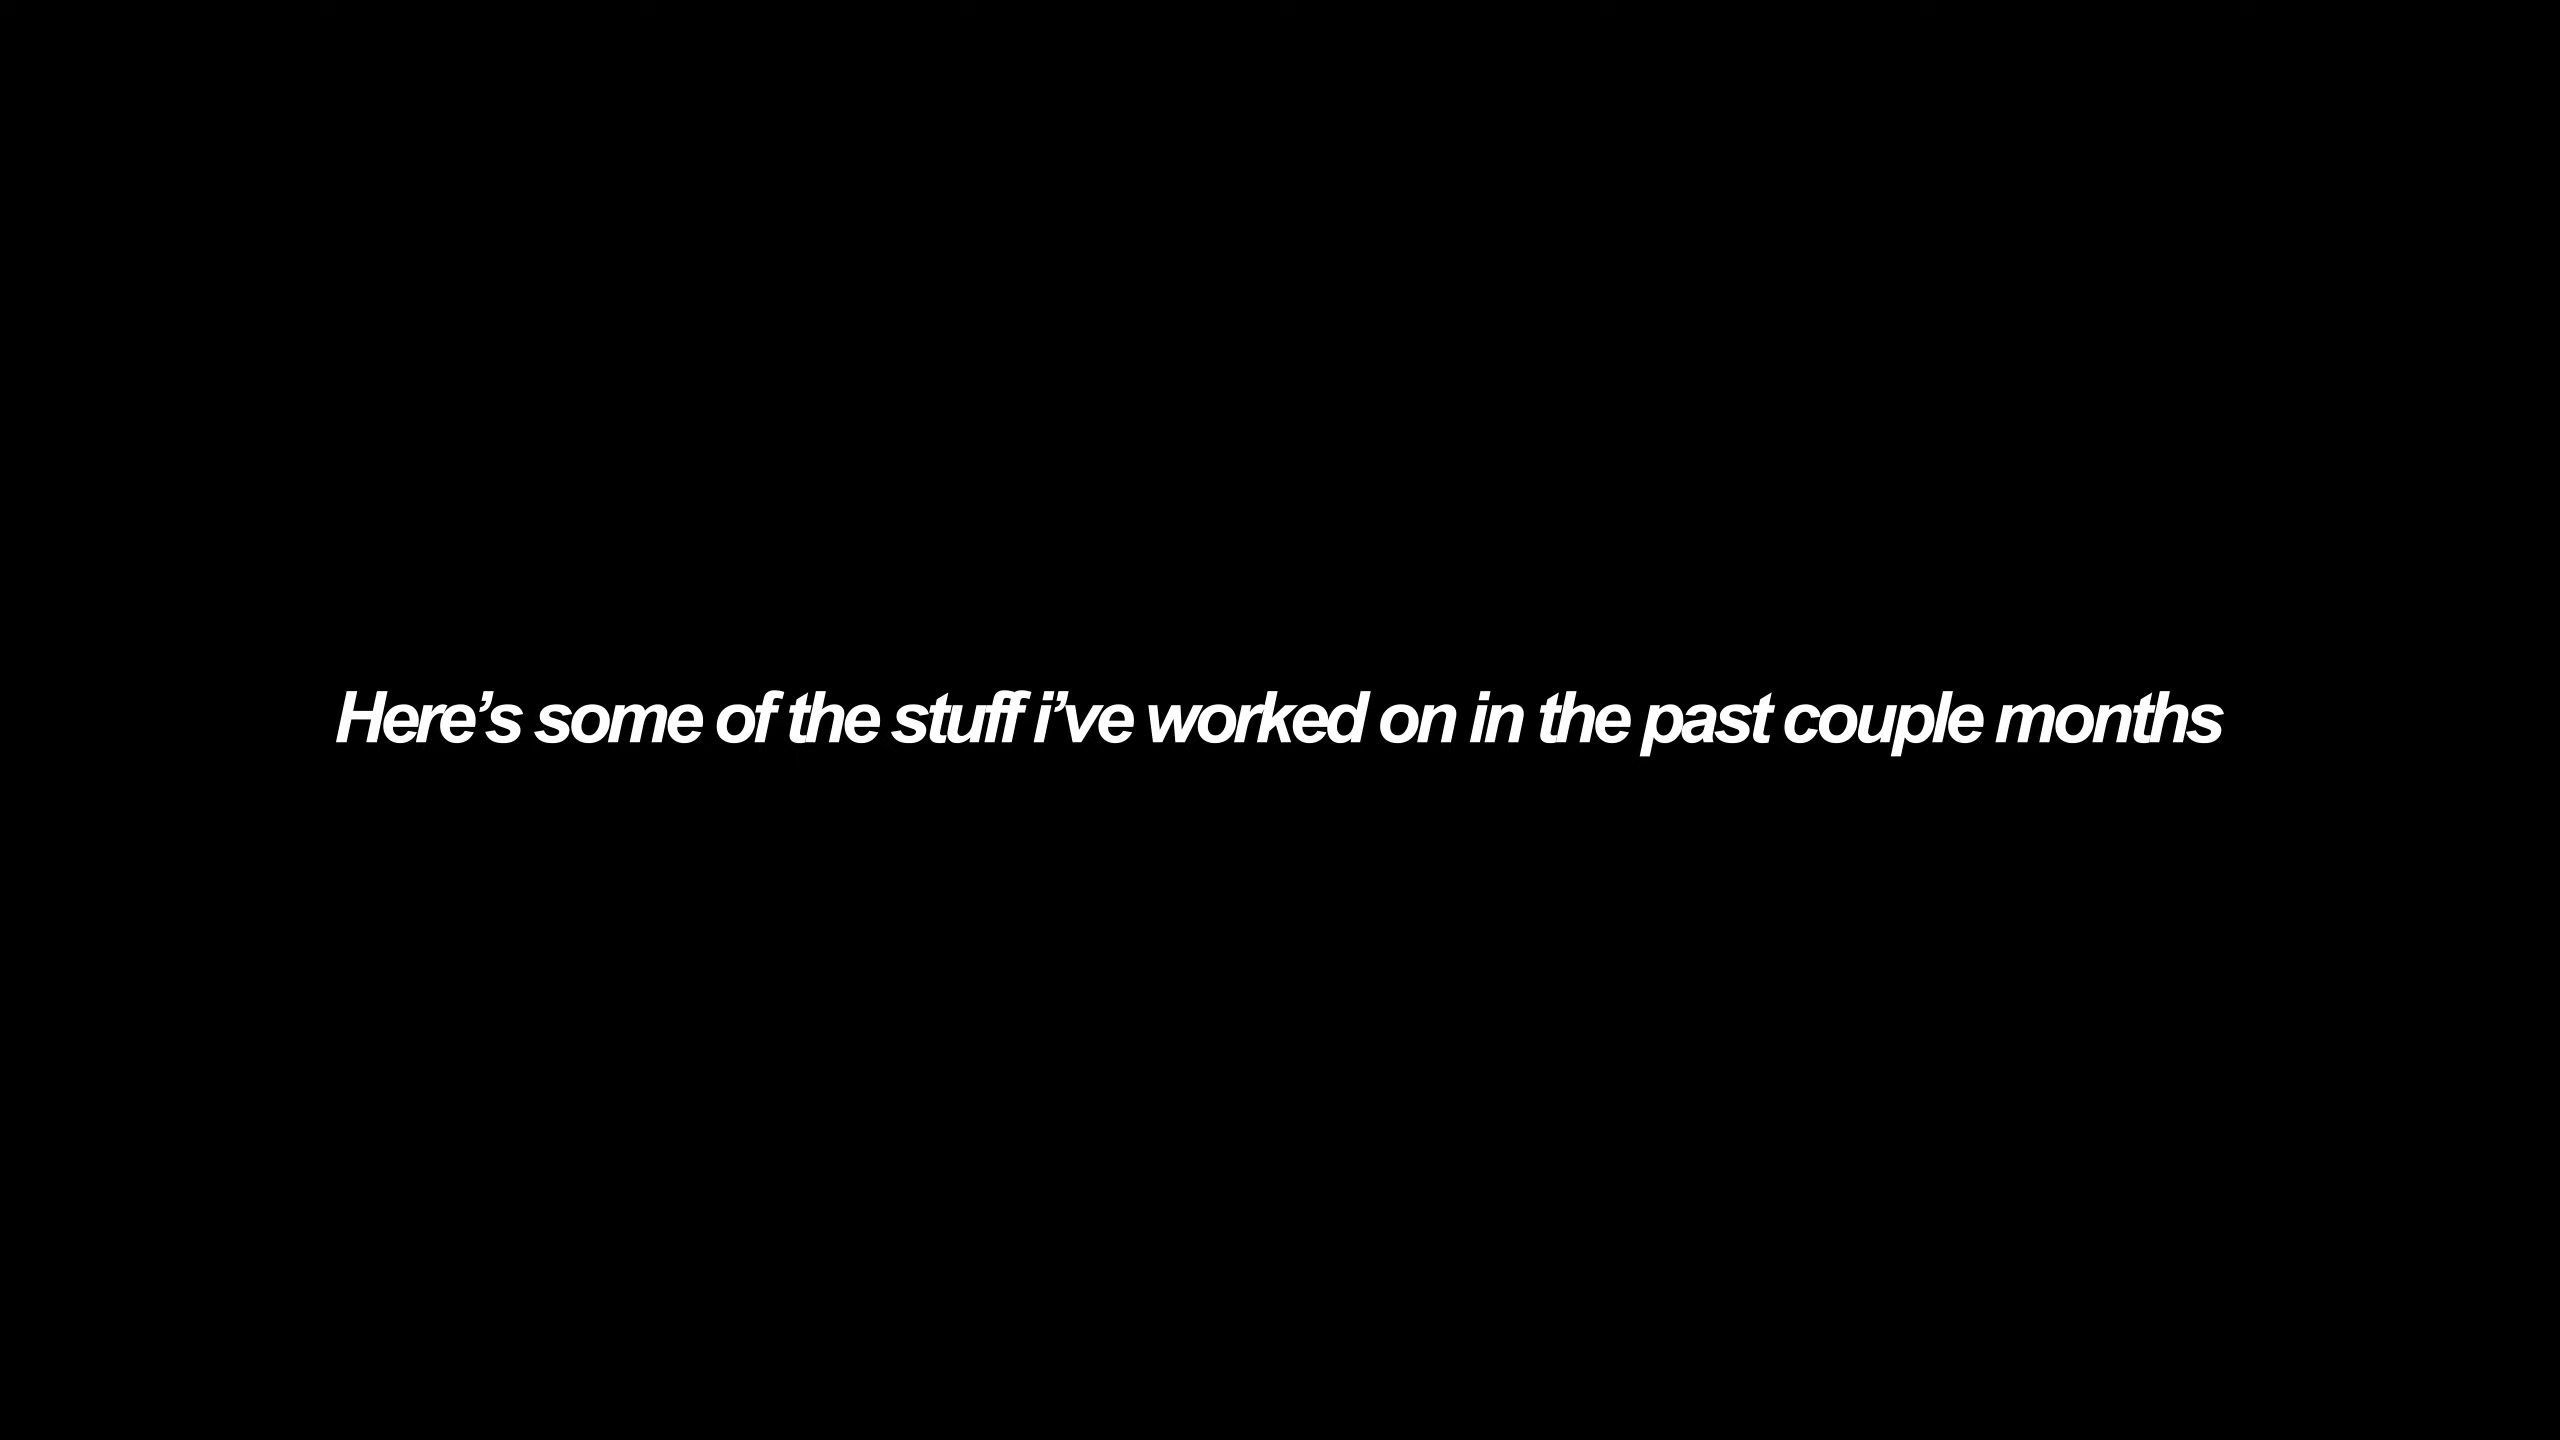 Here’s some of the stuff i’ve worked on in the past couple months